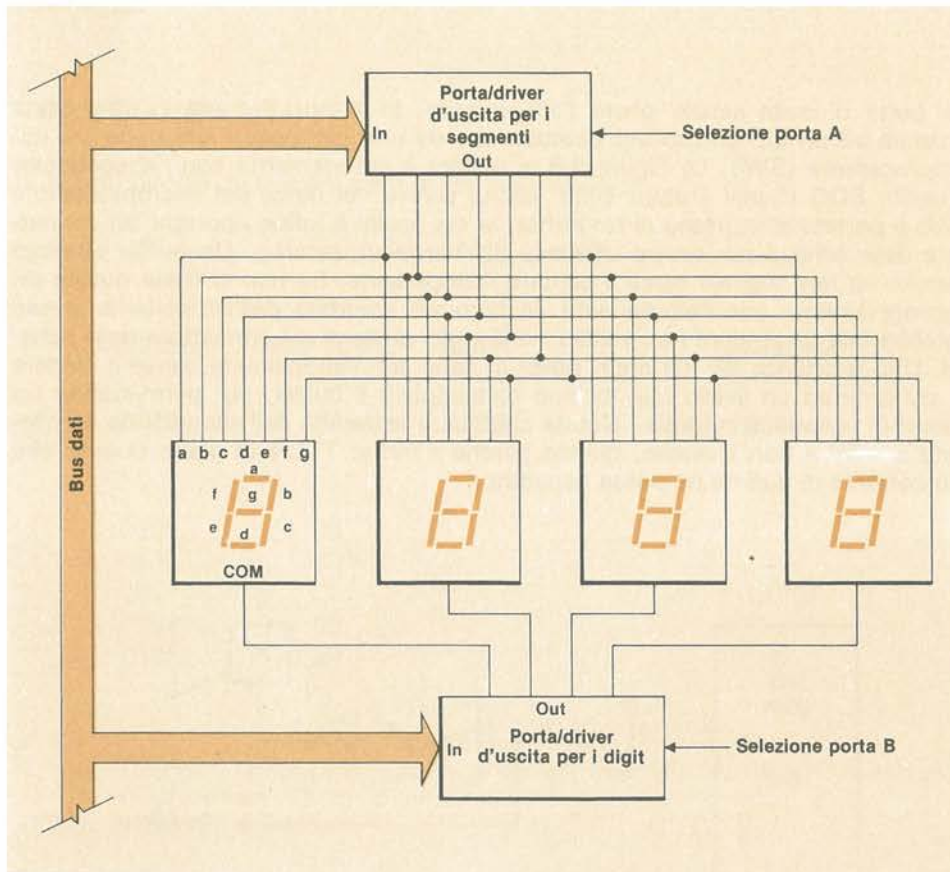 Porta/driver
d'uscita per i
segmenti
In
Out
Selezione porta A
Bus dati
a b c d e f g
a
f g b
e d c
COM
Out
Porta/driver
d'uscita per i digit
In
Selezione porta B